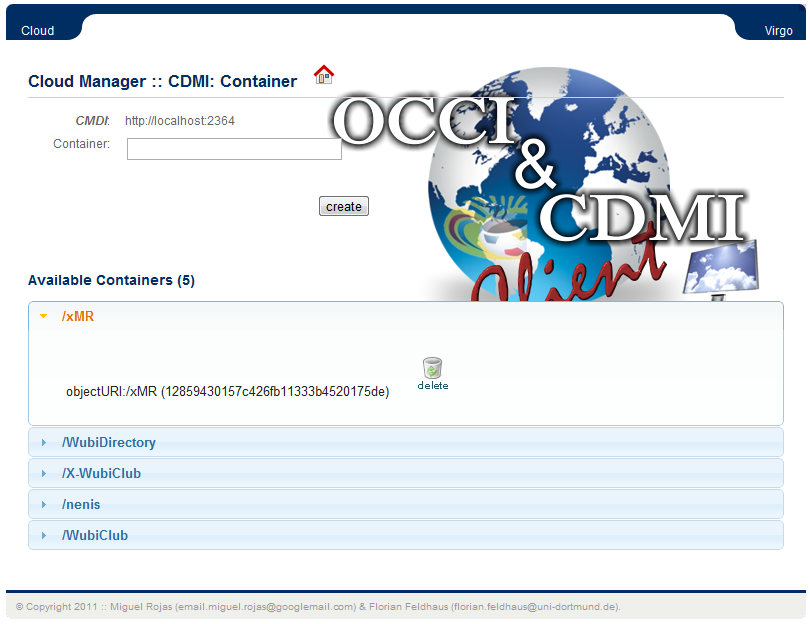 Cloud
Virgo
Cloud Manager :: CDMI: Container
CMDI: http://localhost:2364
Container:
create
OCCI
&
CDMI
Client
Available Containers (5)
/xMR
objectURI:/xMR (12859430157c426fb11333b4520175de)
delete
/WubiDirectory
/X-WubiClub
/nenis
/WubiClub
© Copyright 2011 :: Miguel Rojas (email.miguel.rojas@googlemail.com) & Florian Feldhaus (florian.feldhaus@uni-dortmund.de).